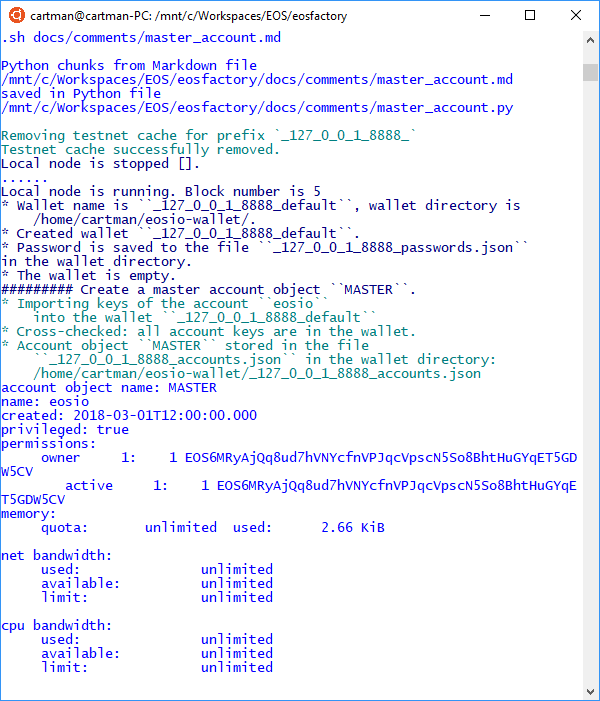 cartman@cartman-PC: /mnt/c/Workspaces/EOS/eosfactory
.sh docs/comments/master_account.md
Python chunks from Markdown file
/mnt/c/Workspaces/EOS/eosfactory/docs/comments/master_account.md
saved in Python file
/mnt/c/Workspaces/EOS/eosfactory/docs/comments/master_account.py
Removing testnet cache for prefix `_127_0_0_1_8888_`
Testnet cache successfully removed.
Local node is stopped [].
......
Local node is running. Block number is 5
* Wallet name is ``_127_0_0_1_8888_default``, wallet directory is
    /home/cartman/eosio-wallet/.
* Created wallet ``_127_0_0_1_8888_default``.
* Password is saved to the file ``_127_0_0_1_8888_passwords.json``
in the wallet directory.
* The wallet is empty.
######### Create a master account object ``MASTER``.
* Importing keys of the account ``eosio``
    into the wallet ``_127_0_0_1_8888_default``
* Cross-checked: all account keys are in the wallet.
* Account object ``MASTER`` stored in the file
    ``_127_0_0_1_8888_accounts.json`` in the wallet directory:
    /home/cartman/eosio-wallet/_127_0_0_1_8888_accounts.json
account object name: MASTER
name: eosio
created: 2018-03-01T12:00:00.000
privileged: true
permissions:
     owner     1:    1 EOS6MRyAjQq8ud7hVNYcfnVPJqcVpscN5So8BhtHuGYqET5GD
W5CV
        active     1:    1 EOS6MRyAjQq8ud7hVNYcfnVPJqcVpscN5So8BhtHuGYqE
T5GDW5CV
memory:
     quota:       unlimited  used:      2.66 KiB
net bandwidth:
     used:               unlimited
     available:          unlimited
     limit:              unlimited
cpu bandwidth:
     used:               unlimited
     available:          unlimited
     limit:              unlimited